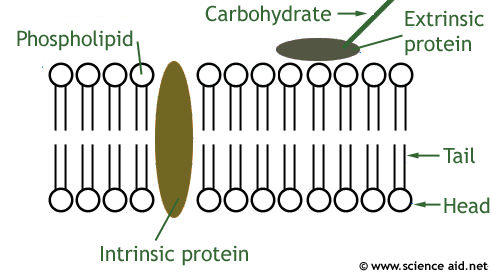 Carbohydrate
Extrinsic
protein
Phospholipid
Tail
Head
Intrinsic protein
© www.science aid.net